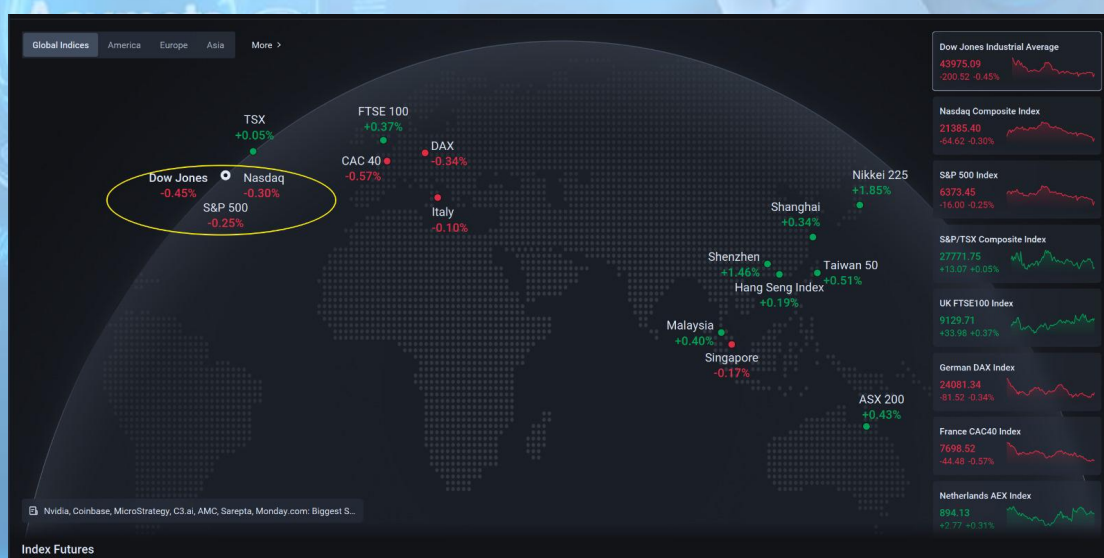 Global Indices America Europe Asia More >
TSX
+0.05%
FTSE 100
+0.37%
DAX
-0.34%
CAC 40
-0.57%
Dow Jones Nasdaq
-0.45% -0.30%
S&P 500
-0.25%
Italy
-0.10%
Nikkei 225
+1.85%
Shanghai
+0.34%
Shenzhen
+1.46%
Taiwan 50
+0.51%
Hang Seng Index
+0.19%
Malaysia
+0.40%
Singapore
-0.17%
ASX 200
+0.43%
Nvidia, Coinbase, MicroStrategy, C3.ai, AMC, Sarepta, Monday.com: Biggest S...
Index Futures
Dow Jones Industrial Average
43975.09
-200.52 -0.45%
Nasdaq Composite Index
21385.40
-64.62 -0.30%
S&P 500 Index
6373.45
-16.00 -0.25%
S&P/TSX Composite Index
27771.75
+13.07 +0.05%
UK FTSE100 Index
9129.71
+33.98 +0.37%
German DAX Index
24081.34
-81.52 -0.34%
France CAC40 Index
7698.52
-44.48 -0.57%
Netherlands AEX Index
894.13
+2.77 +0.31%